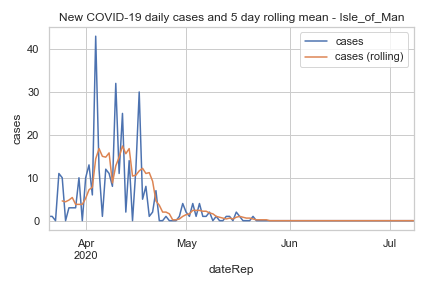 New COVID-19 daily cases and 5 day rolling mean - Isle_of_Man
cases
cases (rolling)
cases
40
30
20
10
0
Apr
2020
May
Jun
Jul
dateRep